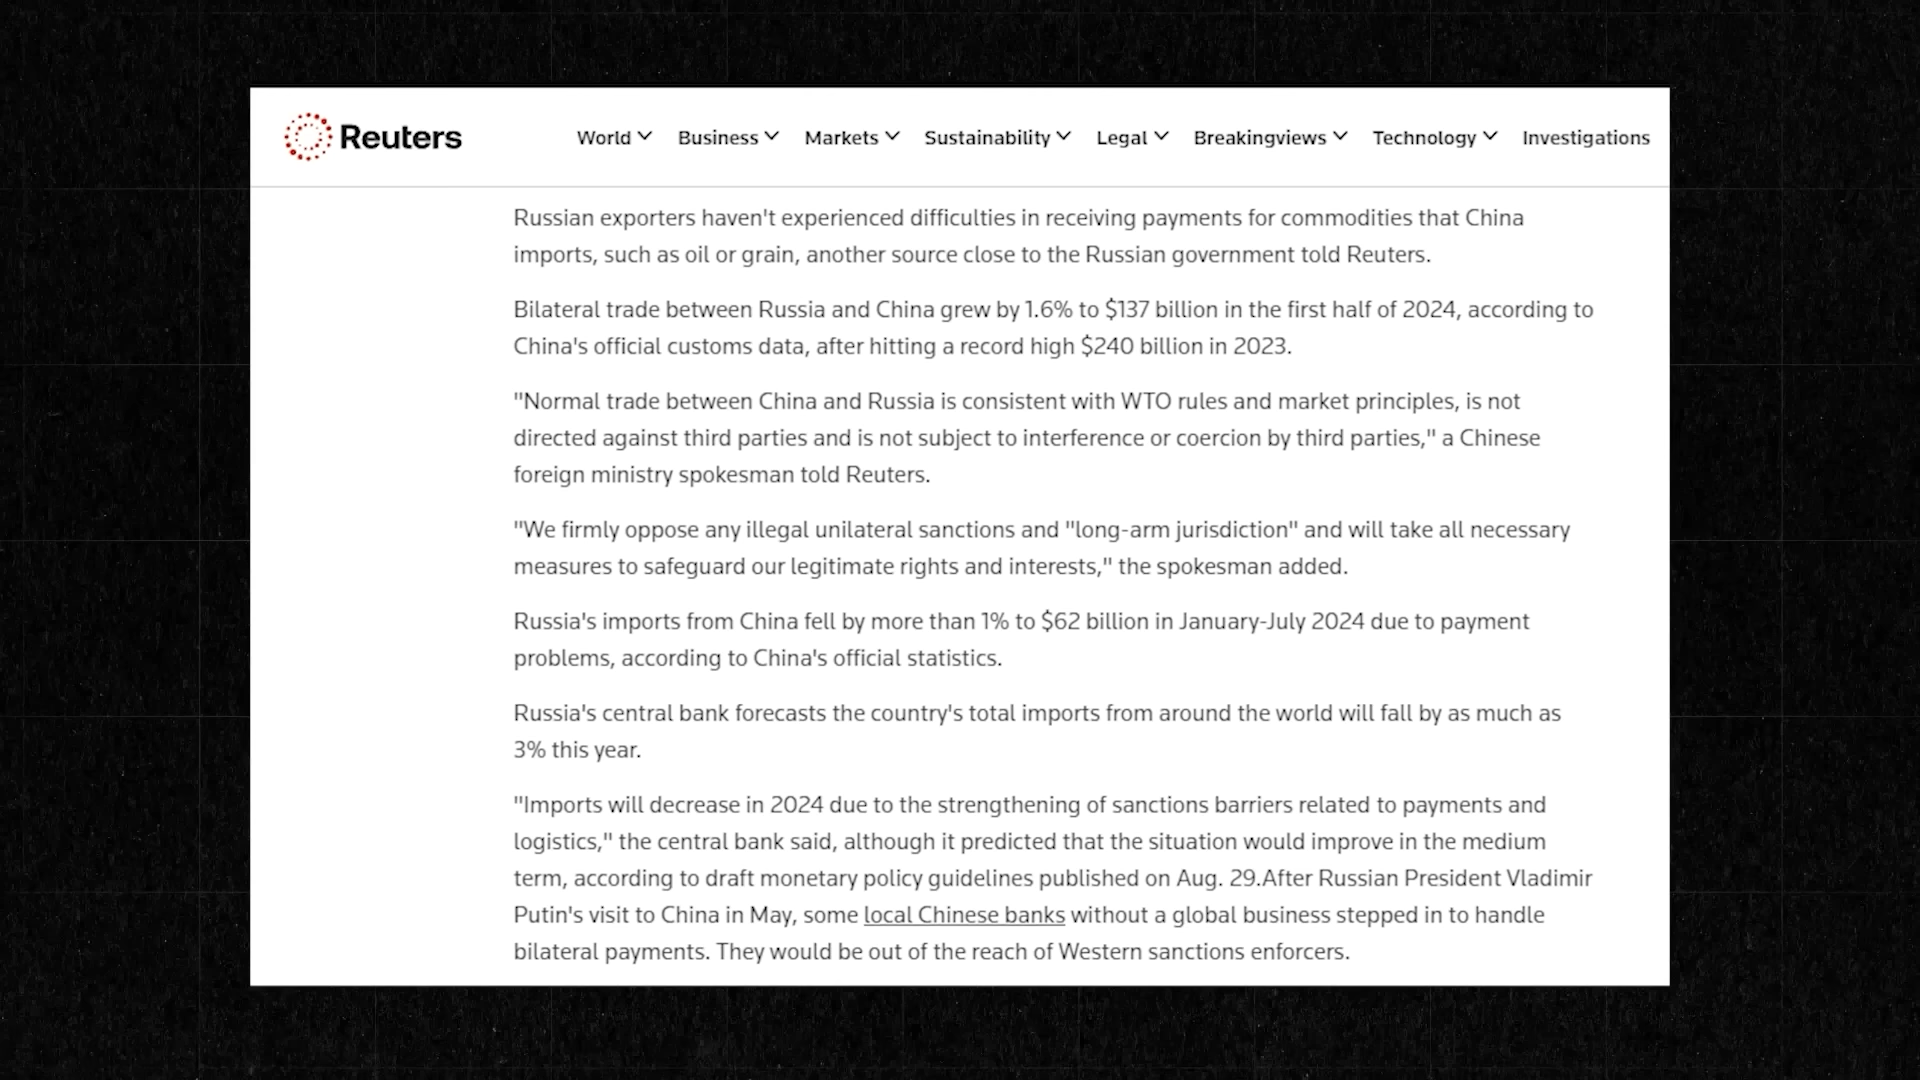 Reuters
World Business Markets Sustainability Legal Breakingviews Technology Investigations
Russian exporters haven't experienced difficulties in receiving payments for commodities that China
imports, such as oil or grain, another source close to the Russian government told Reuters.
Bilateral trade between Russia and China grew by 1.6% to $137 billion in the first half of 2024, according to
China's official customs data, after hitting a record high $240 billion in 2023.
"Normal trade between China and Russia is consistent with WTO rules and market principles, is not
directed against third parties and is not subject to interference or coercion by third parties," a Chinese
foreign ministry spokesman told Reuters.
"We firmly oppose any illegal unilateral sanctions and "long-arm jurisdiction" and will take all necessary
measures to safeguard our legitimate rights and interests," the spokesman added.
Russia's imports from China fell by more than 1% to $62 billion in January-July 2024 due to payment
problems, according to China's official statistics.
Russia's central bank forecasts the country's total imports from around the world will fall by as much as
3% this year.
"Imports will decrease in 2024 due to the strengthening of sanctions barriers related to payments and
logistics," the central bank said, although it predicted that the situation would improve in the medium
term, according to draft monetary policy guidelines published on Aug. 29.After Russian President Vladimir
Putin's visit to China in May, some local Chinese banks without a global business stepped in to handle
bilateral payments. They would be out of the reach of Western sanctions enforcers.